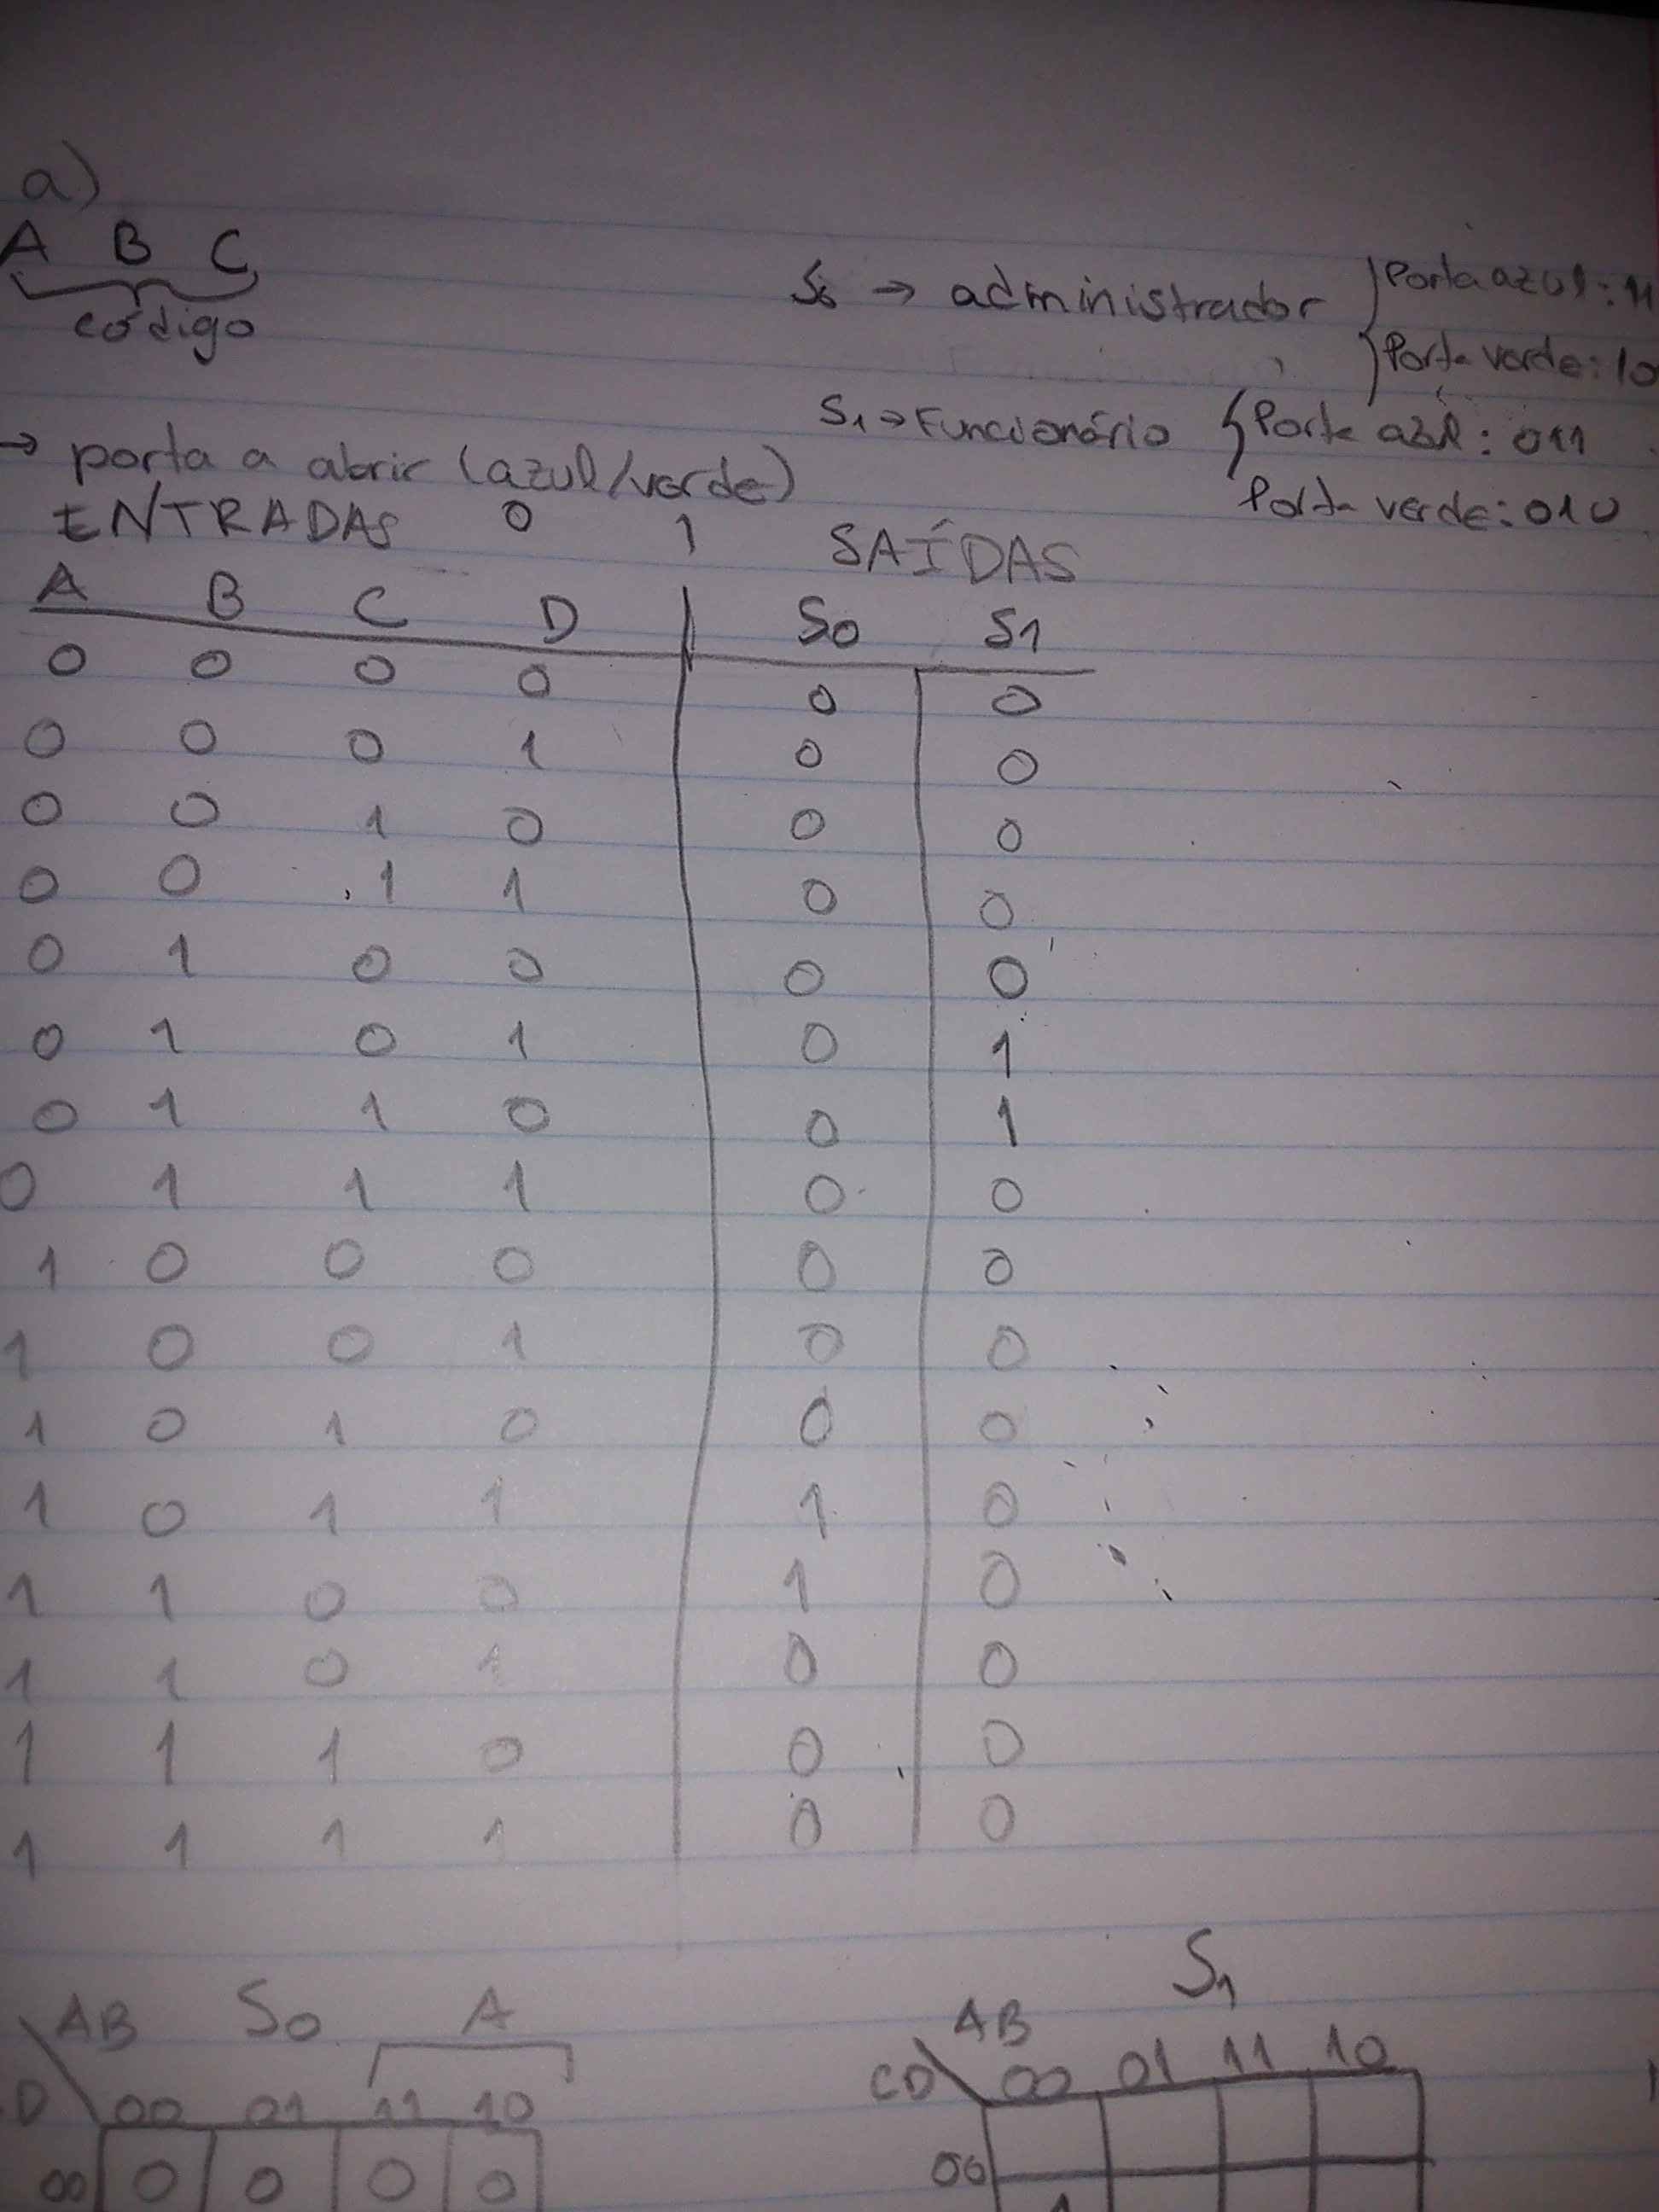 a)
A B C
código
S0 → administrador
Porta azul: 11
Porta verde: 10
S1 → Funcionário
Porta azul: 011
Porta verde: 010
→ porta a abrir (azul/verde)
0 1
ENTRADAS SAÍDAS
A B C D S0 S1
0 0 0 0 0 0
0 0 0 1 0 0
0 0 1 0 0 0
0 0 1 1 0 0
0 1 0 0 0 0
0 1 0 1 0 1
0 1 1 0 0 1
0 1 1 1 0 0
1 0 0 0 0 0
1 0 0 1 0 0
1 0 1 0 0 0
1 0 1 1 1 0
1 1 0 0 1 0
1 1 0 1 0 0
1 1 1 0 0 0
1 1 1 1 0 0
AB S0 A
D 00 01 11 10
00 0 0 0 0
S1
AB
CD 00 01 11 10
00